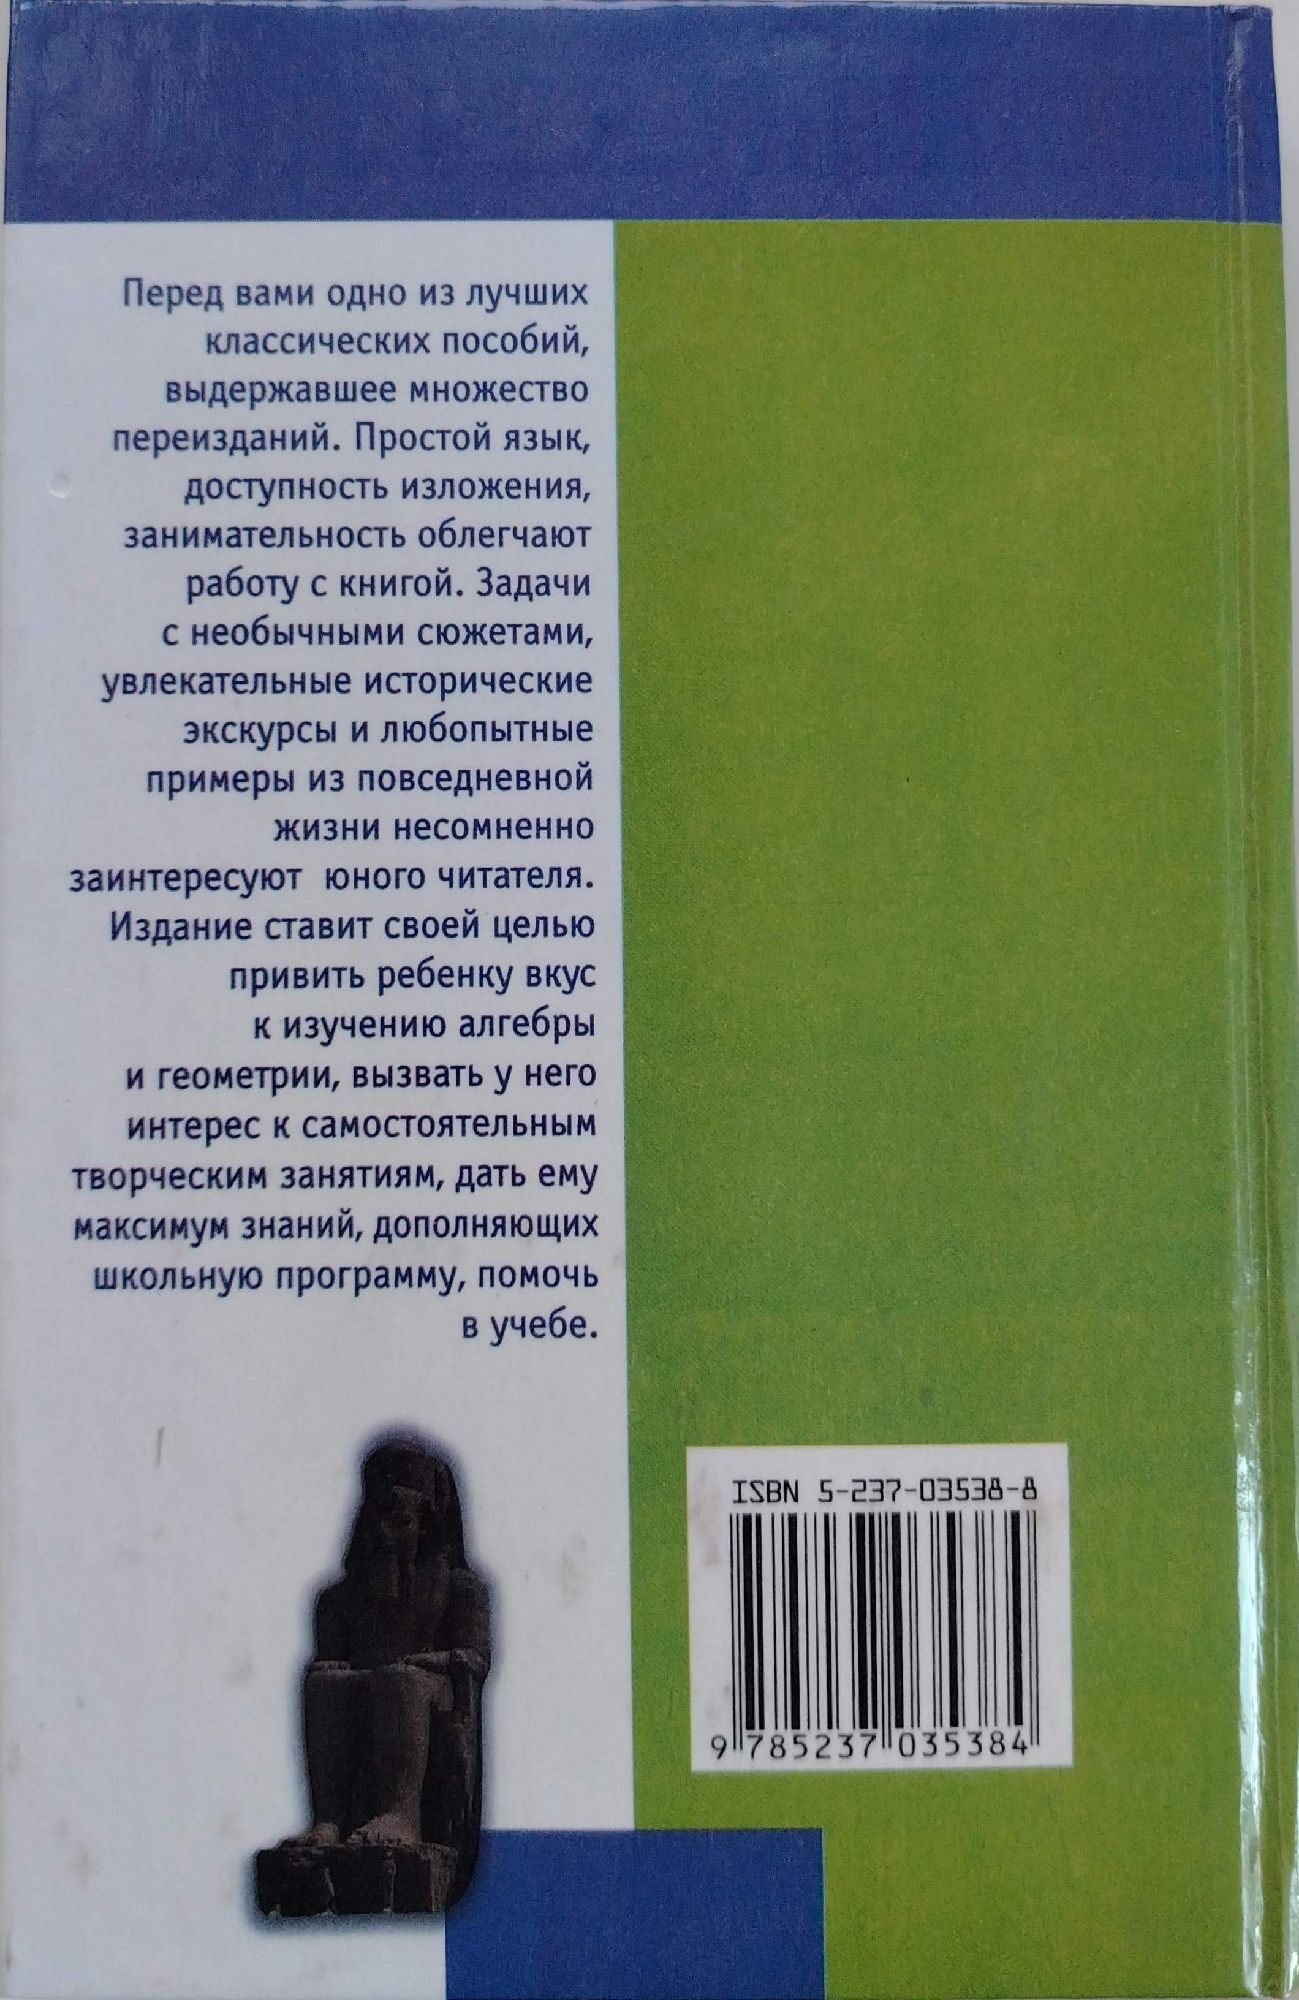 Перед вами одно из лучших
классических пособий,
выдержавшее множество
переизданий. Простой язык,
доступность изложения,
занимательность облегчают
работу с книгой. Задачи
с необычными сюжетами,
увлекательные исторические
экскурсы и любопытные
примеры из повседневной
жизни несомненно
заинтересуют юного читателя.
Издание ставит своей целью
привить ребенку вкус
к изучению алгебры
и геометрии, вызвать у него
интерес к самостоятельным
творческим занятиям, дать ему
максимум знаний, дополняющих
школьную программу, помочь
в учебе.
ISBN 5-237-03538-8
9 785237 035384